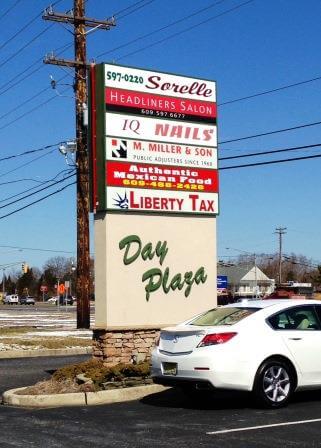 597-0220 Sorelle
HEADLINERS SALON
609 597.6677
IQ NAILS
M. MILLER & SON
PUBLIC ADJUSTERS SINCE 1960
Authentic
Mexican Food
609-488-2426
LIBERTY TAX
Day
Plaza